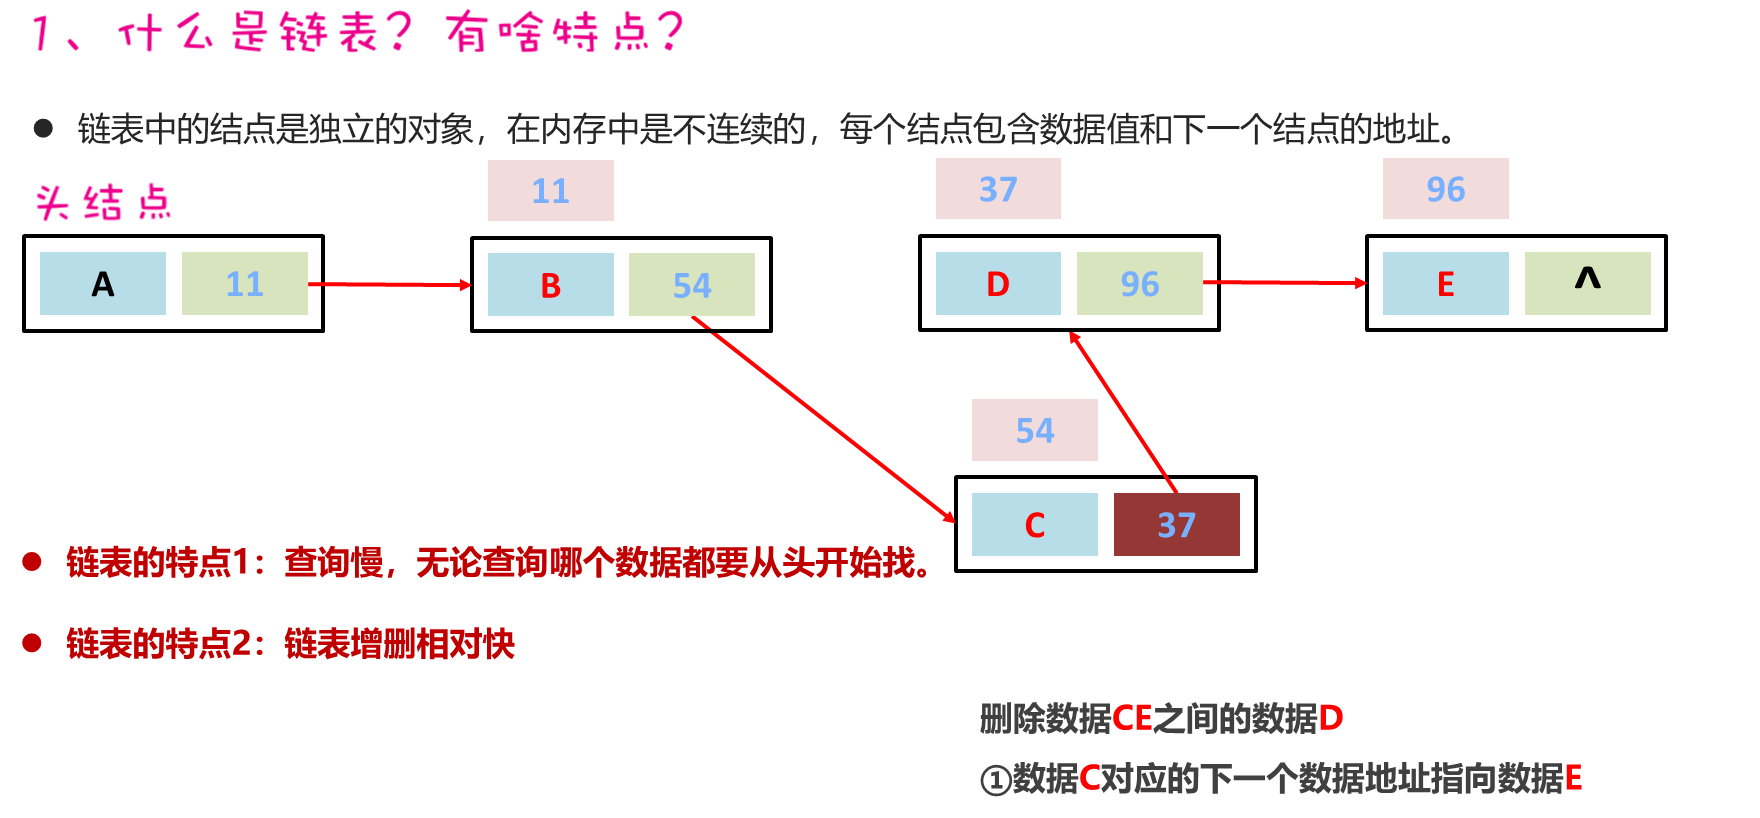 1、什么是链表？有啥特点？
● 链表中的结点是独立的对象，在内存中是不连续的，每个结点包含数据值和下一个结点的地址。
头结点
11
37
96
A 11
B 54
D 96
E ^
54
C 37
● 链表的特点1：查询慢，无论查询哪个数据都要从头开始找。
● 链表的特点2：链表增删相对快
删除数据CE之间的数据D
①数据C对应的下一个数据地址指向数据E